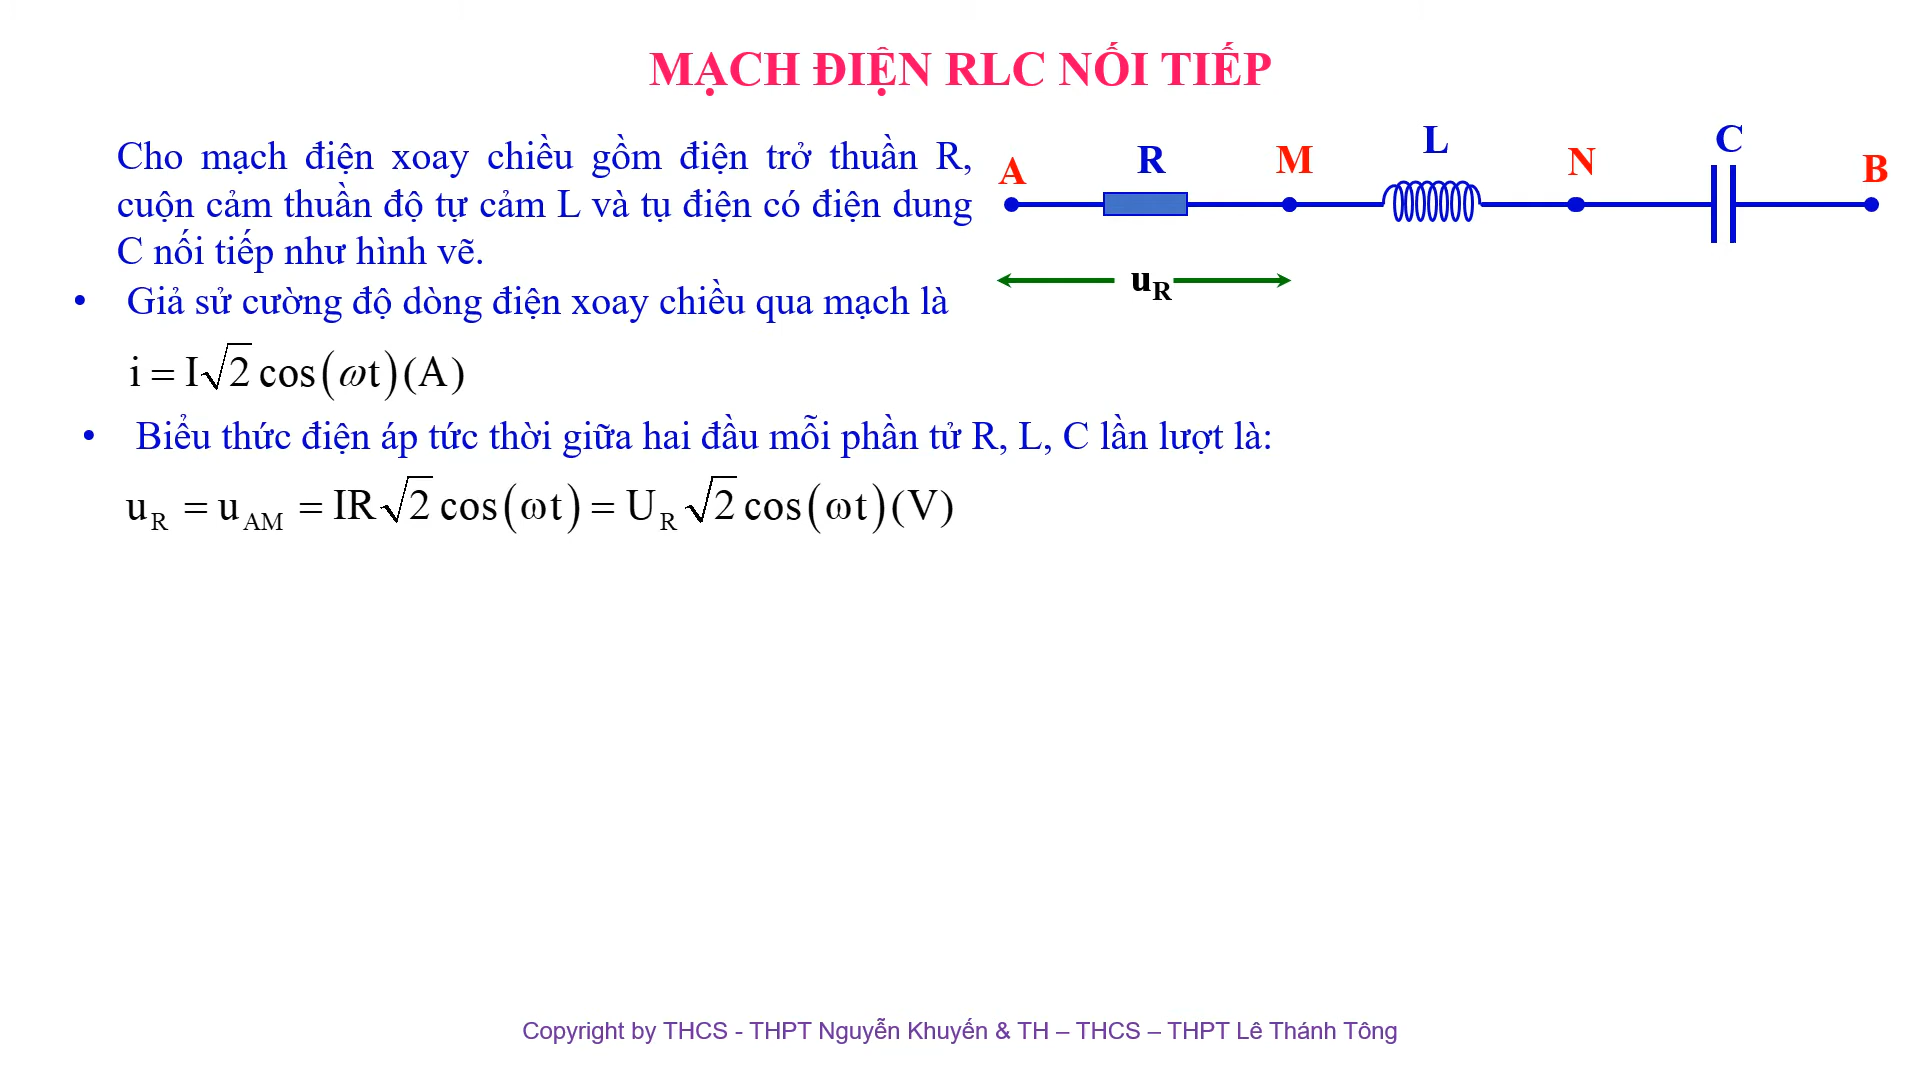 MẠCH ĐIỆN RLC NỐI TIẾP
Cho mạch điện xoay chiều gồm điện trở thuần R,
cuộn cảm thuần độ tự cảm L và tụ điện có điện dung
C nối tiếp như hình vẽ.
A R M L N C B
u_R
• Giả sử cường độ dòng điện xoay chiều qua mạch là
i = I√2 cos(ωt)(A)
• Biểu thức điện áp tức thời giữa hai đầu mỗi phần tử R, L, C lần lượt là:
u_R = u_AM = IR√2 cos(ωt) = U_R√2 cos(ωt)(V)
Copyright by THCS - THPT Nguyễn Khuyến & TH – THCS – THPT Lê Thánh Tông